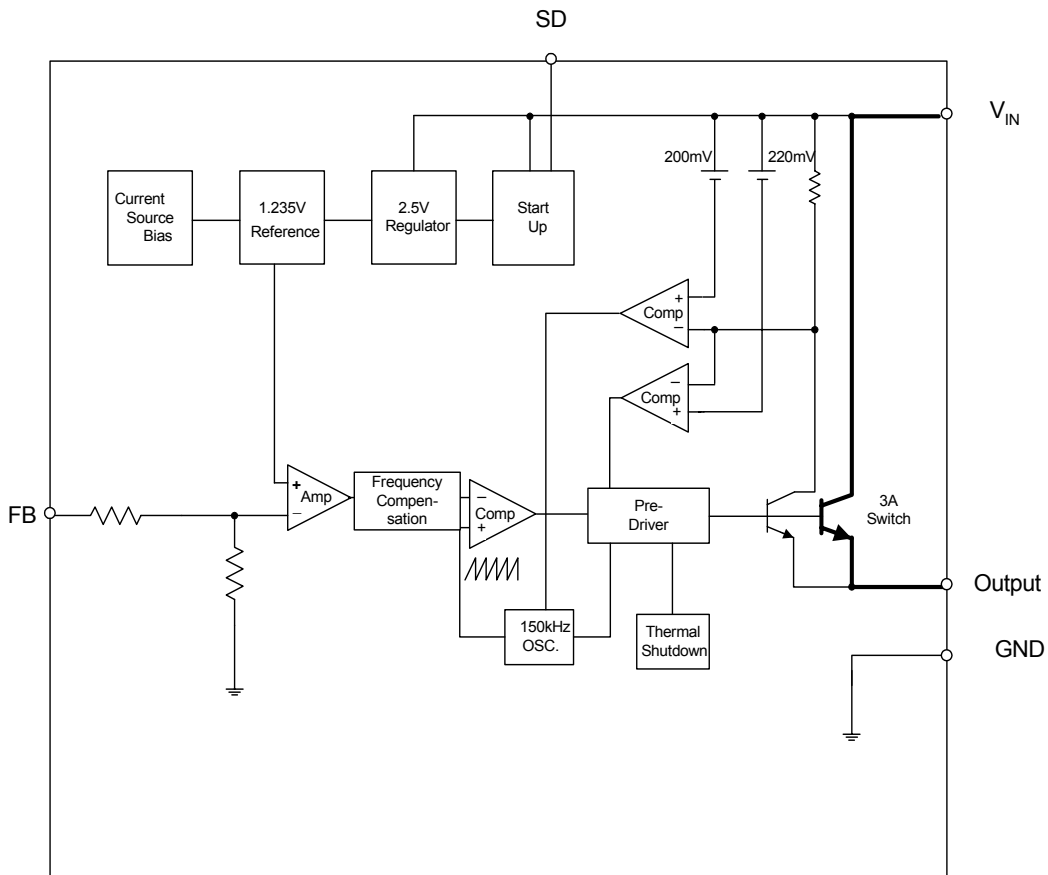 SD
V_IN
200mV
220mV
Current
Source
Bias
1.235V
Reference
2.5V
Regulator
Start
Up
+
Comp
−
−
Comp
+
+
Amp
−
Frequency
Compen-
sation
−
Comp
+
Pre-
Driver
3A
Switch
FB
Output
150kHz
OSC.
Thermal
Shutdown
GND